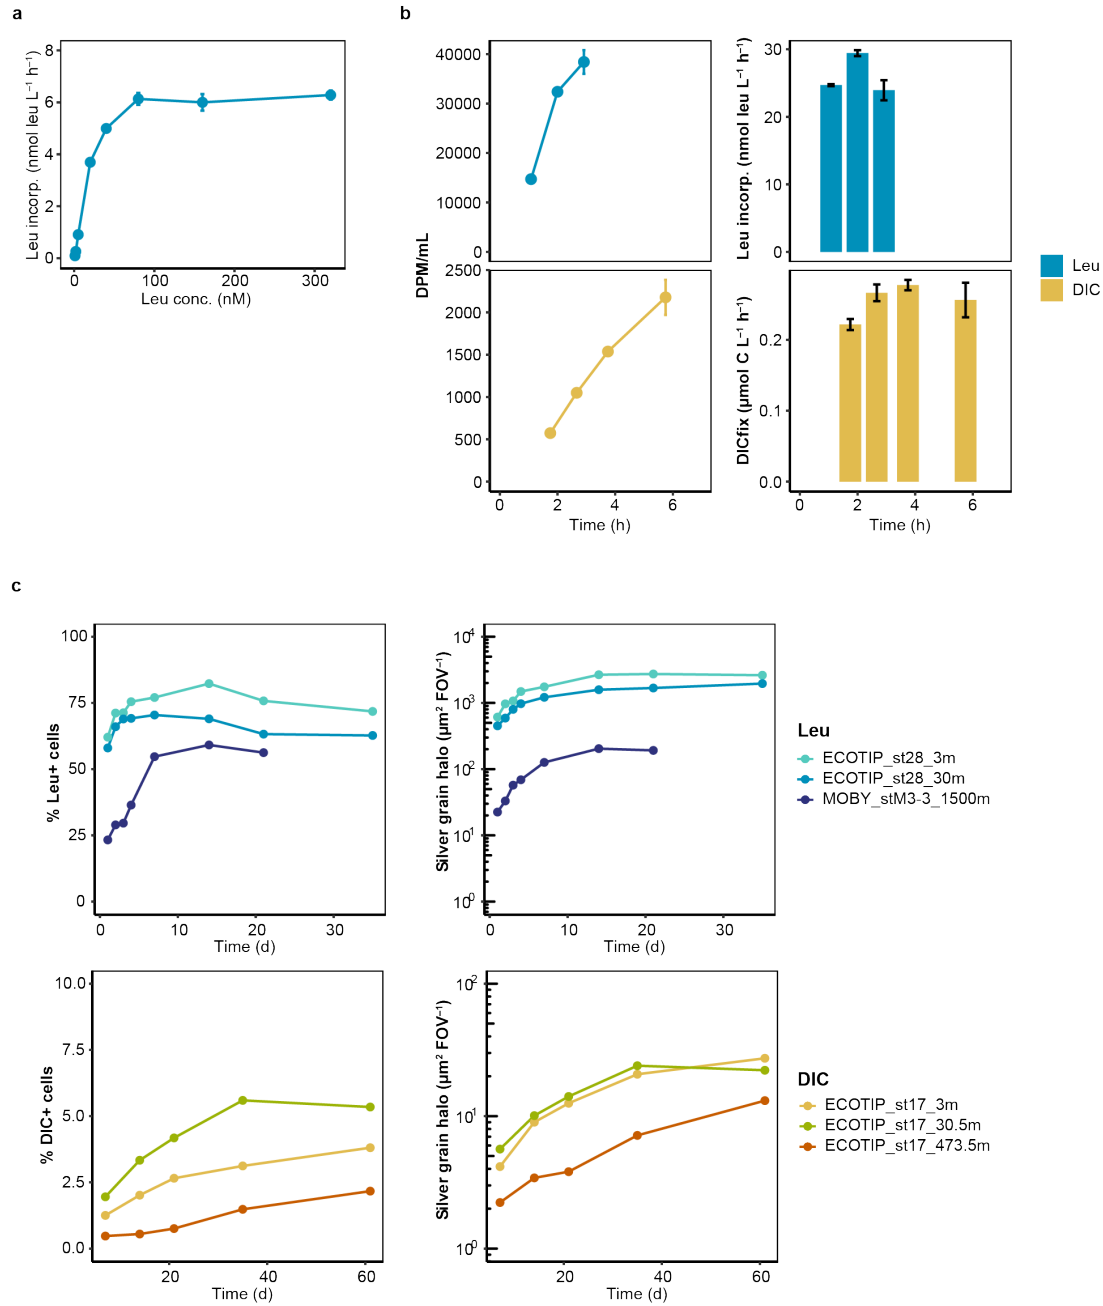 a
Leu incorp. (nmol leu L⁻¹ h⁻¹)
8
6
4
2
0
0 100 200 300
Leu conc. (nM)
b
DPM/mL
40000
30000
20000
10000
0
2500
2000
1500
1000
500
0
0 2 4 6
Time (h)
Leu incorp. (nmol leu L⁻¹ h⁻¹)
30
20
10
0
DICfix (µmol C L⁻¹ h⁻¹)
0.2
0.1
0.0
0 2 4 6
Time (h)
Leu
DIC
c
% Leu+ cells
100
75
50
25
0
0 10 20 30
Time (d)
Silver grain halo (µm² FOV⁻¹)
10⁴
10³
10²
10¹
10⁰
0 10 20 30
Time (d)
Leu
ECOTIP_st28_3m
ECOTIP_st28_30m
MOBY_stM3-3_1500m
% DIC+ cells
10.0
7.5
5.0
2.5
0.0
20 40 60
Time (d)
Silver grain halo (µm² FOV⁻¹)
10²
10¹
10⁰
20 40 60
Time (d)
DIC
ECOTIP_st17_3m
ECOTIP_st17_30.5m
ECOTIP_st17_473.5m